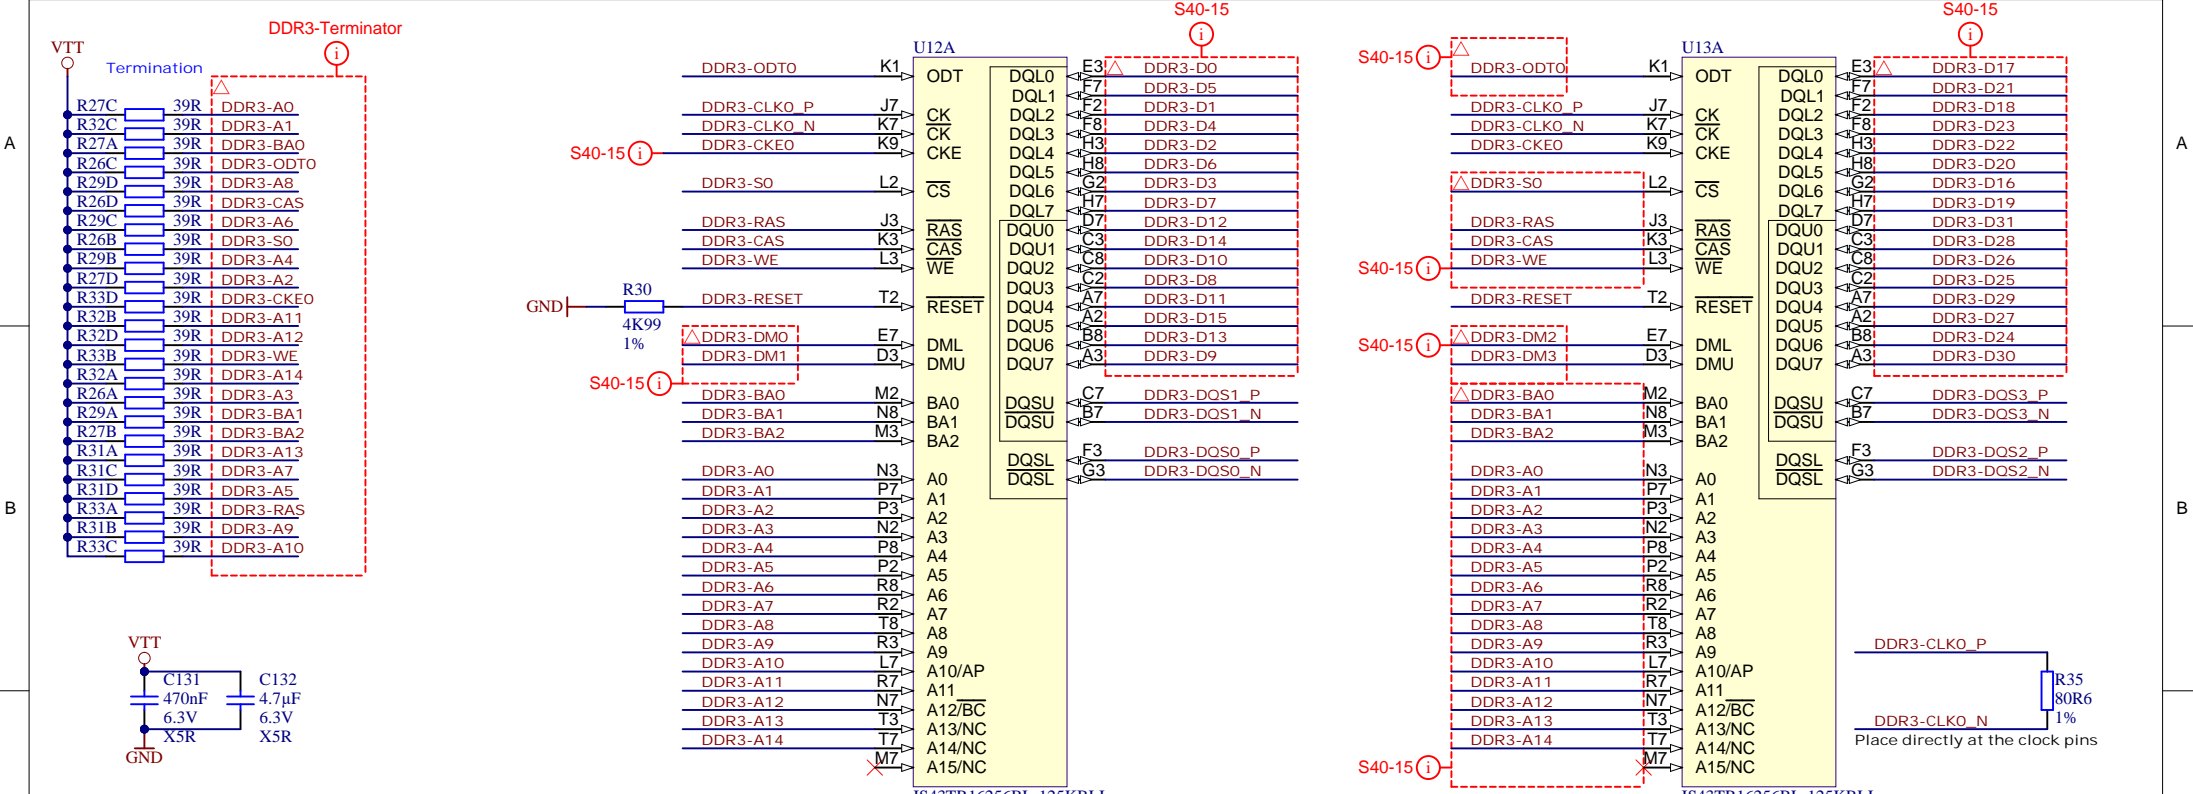 VTT
DDR3-Terminator
Termination
R27C 39R DDR3-A0
R32C 39R DDR3-A1
R27A 39R DDR3-BA0
R26C 39R DDR3-ODT0
R29D 39R DDR3-A8
R26D 39R DDR3-CAS
R29C 39R DDR3-A6
R26B 39R DDR3-S0
R29B 39R DDR3-A4
R27D 39R DDR3-A2
R33D 39R DDR3-CKE0
R32B 39R DDR3-A11
R32D 39R DDR3-A12
R33B 39R DDR3-WE
R32A 39R DDR3-A14
R26A 39R DDR3-A3
R29A 39R DDR3-BA1
R27B 39R DDR3-BA2
R31A 39R DDR3-A13
R31C 39R DDR3-A7
R31D 39R DDR3-A5
R33A 39R DDR3-RAS
R31B 39R DDR3-A9
R33C 39R DDR3-A10
A
B
VTT
C131
470nF
6.3V
X5R
C132
4.7µF
6.3V
X5R
GND
U12A
S40-15
DDR3-ODT0 K1 ODT
DDR3-CLK0_P J7 CK
DDR3-CLK0_N K7 CK
S40-15 DDR3-CKE0 K9 CKE
DDR3-S0 L2 CS
DDR3-RAS J3 RAS
DDR3-CAS K3 CAS
DDR3-WE L3 WE
GND
R30
4K99
1%
DDR3-RESET T2 RESET
DDR3-DM0 E7 DML
DDR3-DM1 D3 DMU
S40-15
DDR3-BA0 M2 BA0
DDR3-BA1 N8 BA1
DDR3-BA2 M3 BA2
DDR3-A0 N3 A0
DDR3-A1 P7 A1
DDR3-A2 P3 A2
DDR3-A3 N2 A3
DDR3-A4 P8 A4
DDR3-A5 P2 A5
DDR3-A6 R8 A6
DDR3-A7 R2 A7
DDR3-A8 T8 A8
DDR3-A9 R3 A9
DDR3-A10 L7 A10/AP
DDR3-A11 R7 A11
DDR3-A12 N7 A12/BC
DDR3-A13 T3 A13/NC
DDR3-A14 T7 A14/NC
M7 A15/NC
DQL0 E3 DDR3-D0
DQL1 F7 DDR3-D5
DQL2 F2 DDR3-D1
DQL3 F8 DDR3-D4
DQL4 H3 DDR3-D2
DQL5 H8 DDR3-D6
DQL6 G2 DDR3-D3
DQL7 H7 DDR3-D7
DQU0 D7 DDR3-D12
DQU1 C3 DDR3-D14
DQU2 C8 DDR3-D10
DQU3 C2 DDR3-D8
DQU4 A7 DDR3-D11
DQU5 A2 DDR3-D15
DQU6 B8 DDR3-D13
DQU7 A3 DDR3-D9
DQSU C7 DDR3-DQS1_P
DQSU B7 DDR3-DQS1_N
DQSL F3 DDR3-DQS0_P
DQSL G3 DDR3-DQS0_N
U13A
S40-15
S40-15
DDR3-ODT0 K1 ODT
DDR3-CLK0_P J7 CK
DDR3-CLK0_N K7 CK
DDR3-CKE0 K9 CKE
DDR3-S0 L2 CS
DDR3-RAS J3 RAS
DDR3-CAS K3 CAS
S40-15 DDR3-WE L3 WE
DDR3-RESET T2 RESET
S40-15 DDR3-DM2 E7 DML
DDR3-DM3 D3 DMU
DDR3-BA0 M2 BA0
DDR3-BA1 N8 BA1
DDR3-BA2 M3 BA2
DDR3-A0 N3 A0
DDR3-A1 P7 A1
DDR3-A2 P3 A2
DDR3-A3 N2 A3
DDR3-A4 P8 A4
DDR3-A5 P2 A5
DDR3-A6 R8 A6
DDR3-A7 R2 A7
DDR3-A8 T8 A8
DDR3-A9 R3 A9
DDR3-A10 L7 A10/AP
DDR3-A11 R7 A11
DDR3-A12 N7 A12/BC
DDR3-A13 T3 A13/NC
DDR3-A14 T7 A14/NC
S40-15 M7 A15/NC
DQL0 E3 DDR3-D17
DQL1 F7 DDR3-D21
DQL2 F2 DDR3-D18
DQL3 F8 DDR3-D23
DQL4 H3 DDR3-D22
DQL5 H8 DDR3-D20
DQL6 G2 DDR3-D16
DQL7 H7 DDR3-D19
DQU0 D7 DDR3-D31
DQU1 C3 DDR3-D28
DQU2 C8 DDR3-D26
DQU3 C2 DDR3-D25
DQU4 A7 DDR3-D29
DQU5 A2 DDR3-D27
DQU6 B8 DDR3-D24
DQU7 A3 DDR3-D30
DQSU C7 DDR3-DQS3_P
DQSU B7 DDR3-DQS3_N
DQSL F3 DDR3-DQS2_P
DQSL G3 DDR3-DQS2_N
DDR3-CLK0_P
R35
80R6
1%
DDR3-CLK0_N
Place directly at the clock pins
A
B